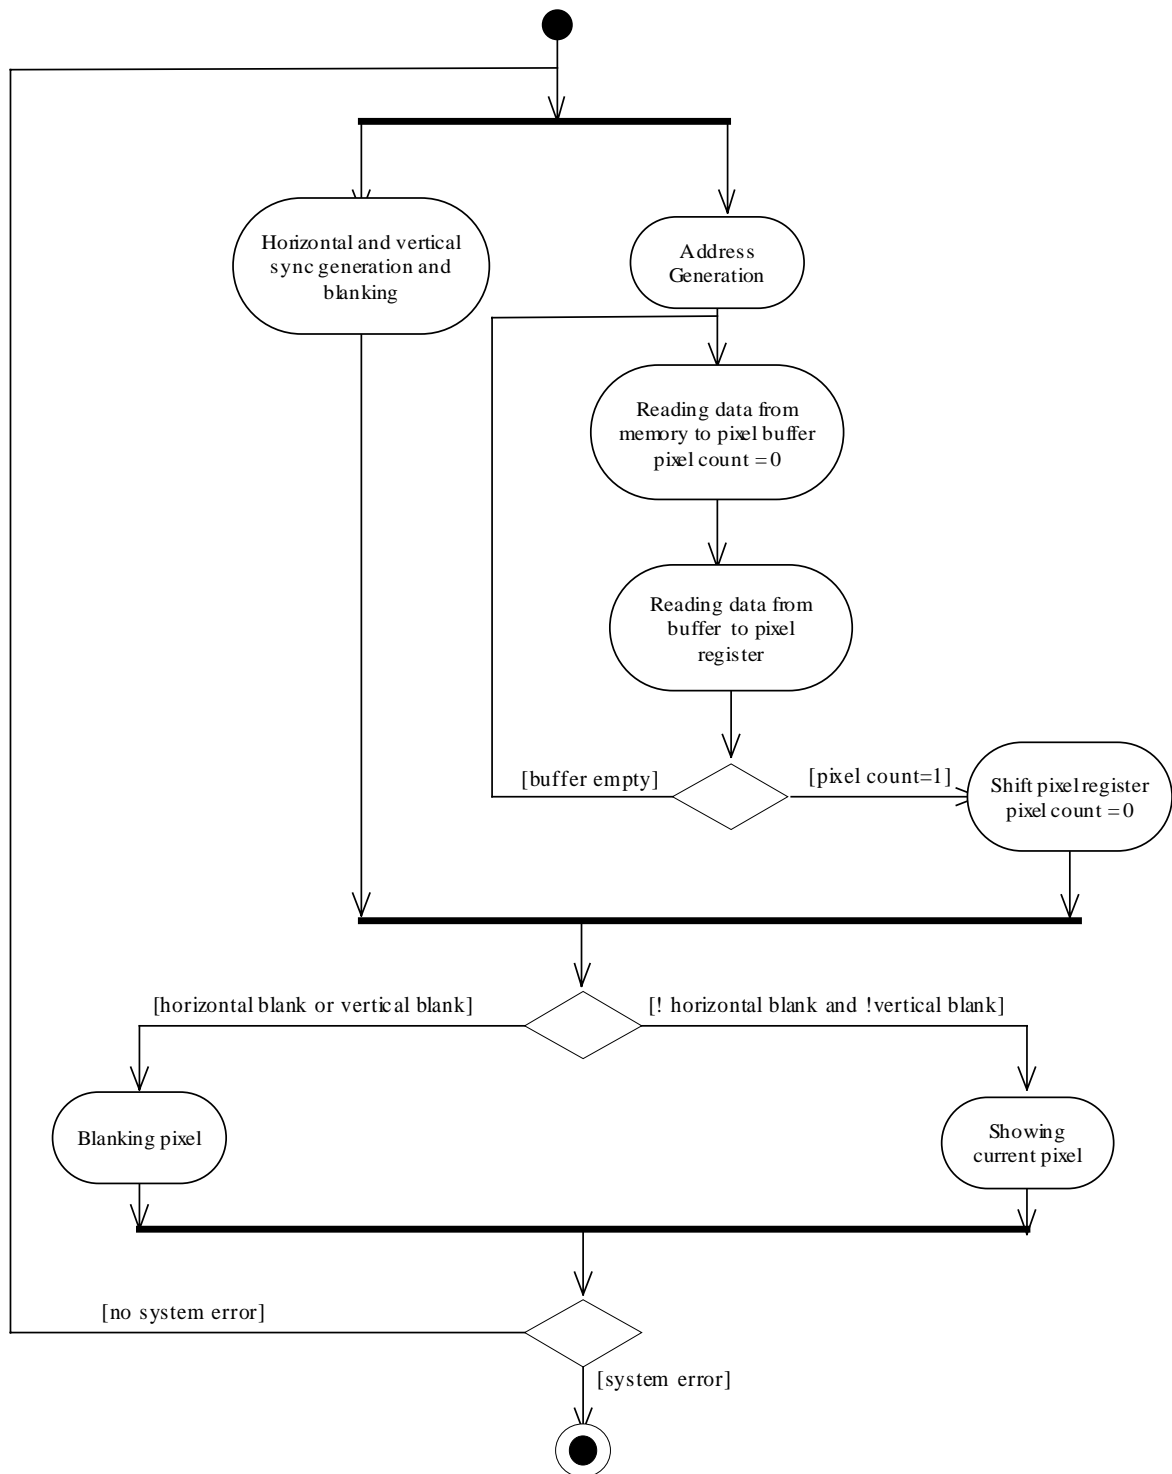 Horizontal and vertical
sync generation and
blanking
Address
Generation
Reading data from
memory to pixel buffer
pixel count = 0
Reading data from
buffer to pixel
register
[buffer empty]
[pixel count=1]
Shift pixel register
pixel count = 0
[horizontal blank or vertical blank]
[! horizontal blank and !vertical blank]
Blanking pixel
Showing
current pixel
[no system error]
[system error]